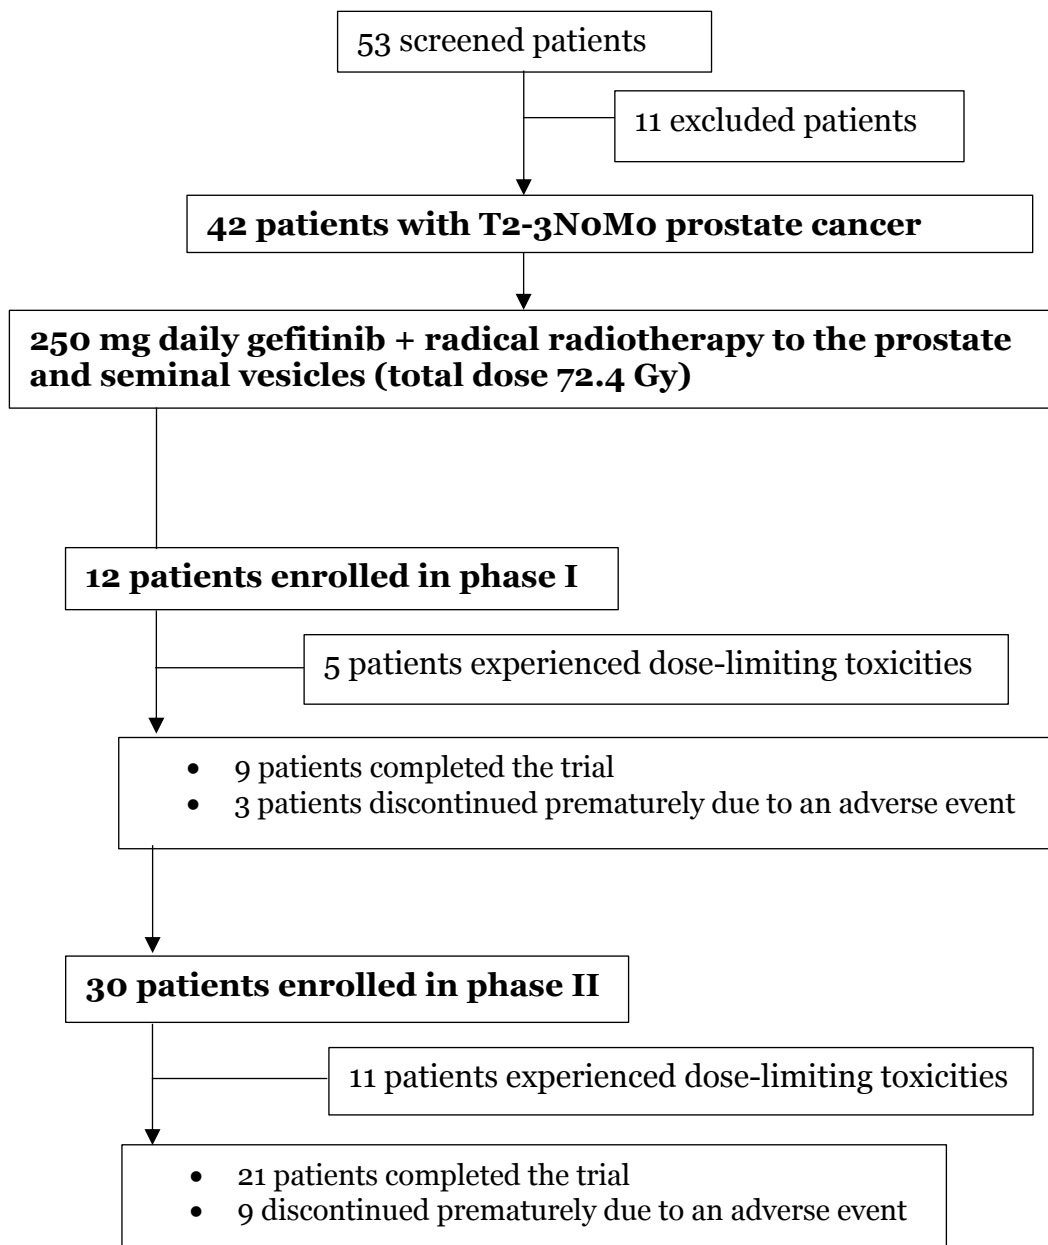 53 screened patients
11 excluded patients
42 patients with T2-3N0M0 prostate cancer
250 mg daily gefitinib + radical radiotherapy to the prostate
and seminal vesicles (total dose 72.4 Gy)
12 patients enrolled in phase I
5 patients experienced dose-limiting toxicities
• 9 patients completed the trial
• 3 patients discontinued prematurely due to an adverse event
30 patients enrolled in phase II
11 patients experienced dose-limiting toxicities
• 21 patients completed the trial
• 9 discontinued prematurely due to an adverse event